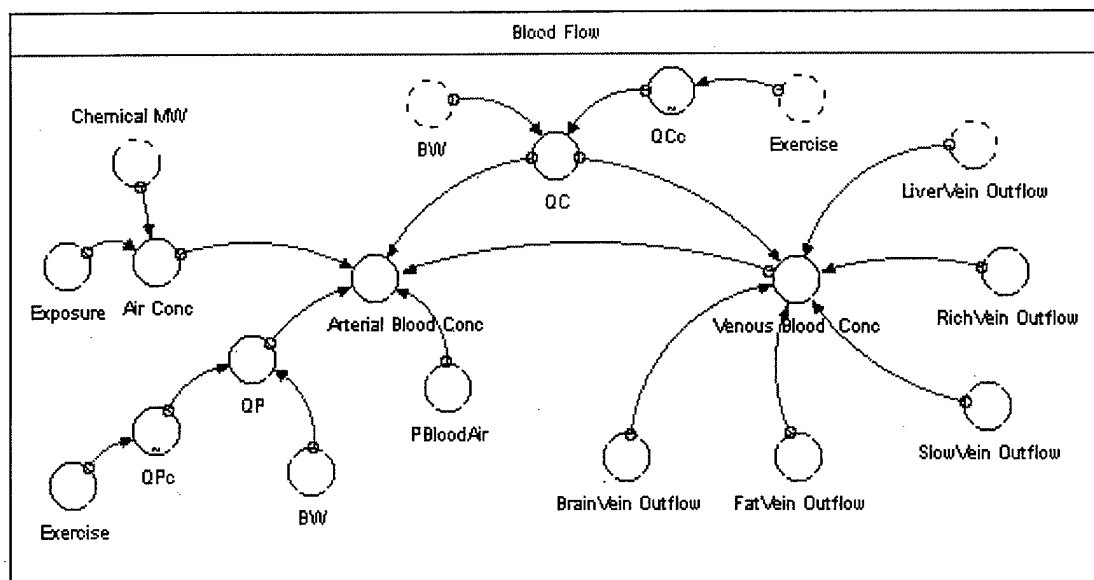 Blood Flow
Chemical MW
BW
QCc
~
Exercise
QC
LiverVein Outflow
Exposure
Air Conc
Arterial Blood Conc
Venous Blood Conc
RichVein Outflow
QP
PBloodAir
QPc
~
Exercise
BW
BrainVein Outflow
FatVein Outflow
SlowVein Outflow